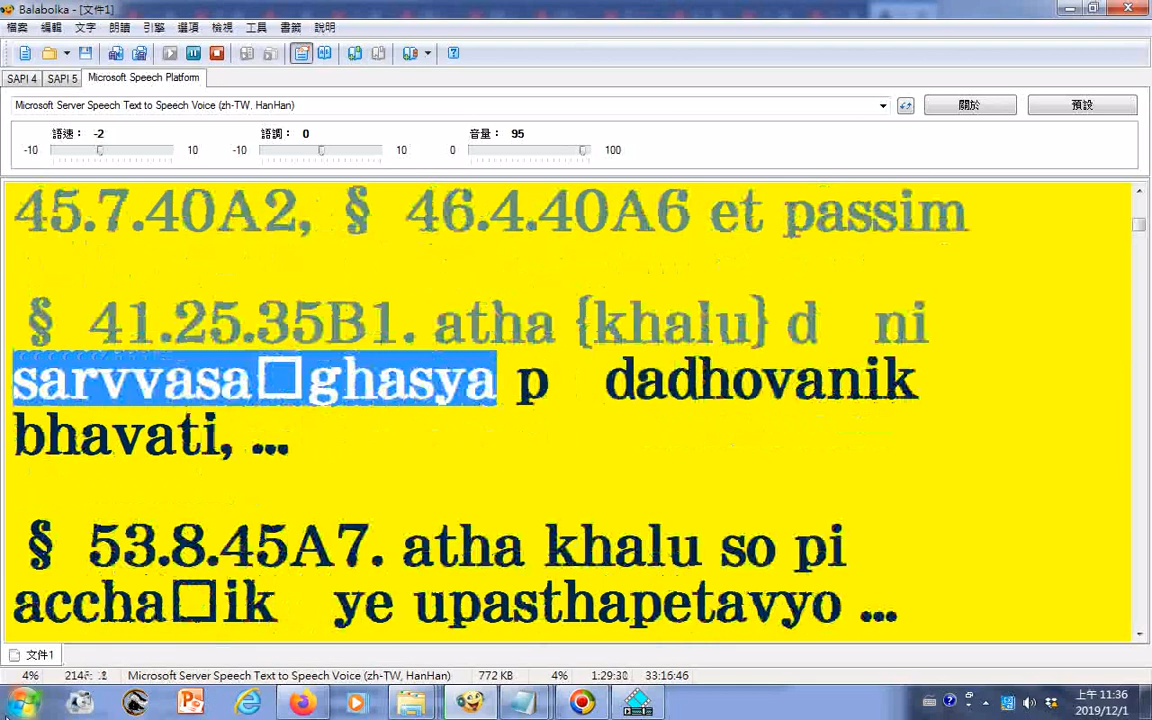 Balabolka - [文件1]
檔案 編輯 文字 朗讀 引擎 選項 檢視 工具 書籤 說明
SAPI 4 SAPI 5 Microsoft Speech Platform
Microsoft Server Speech Text to Speech Voice (zh-TW, HanHan) 關於 預設
語速： -2 語調： 0 音量： 95
-10 10 -10 10 0 100
45.7.40A2, § 46.4.40A6 et passim
§ 41.25.35B1. atha {khalu} d ni
sarvvasa□ghasya p dadhovanik
bhavati, ...
§ 53.8.45A7. atha khalu so pi
accha□ik ye upasthapetavyo ...
文件1
4% Microsoft Server Speech Text to Speech Voice (zh-TW, HanHan) 772 KB 4% 1:29:38 33:16:46
上午 11:36
2019/12/1